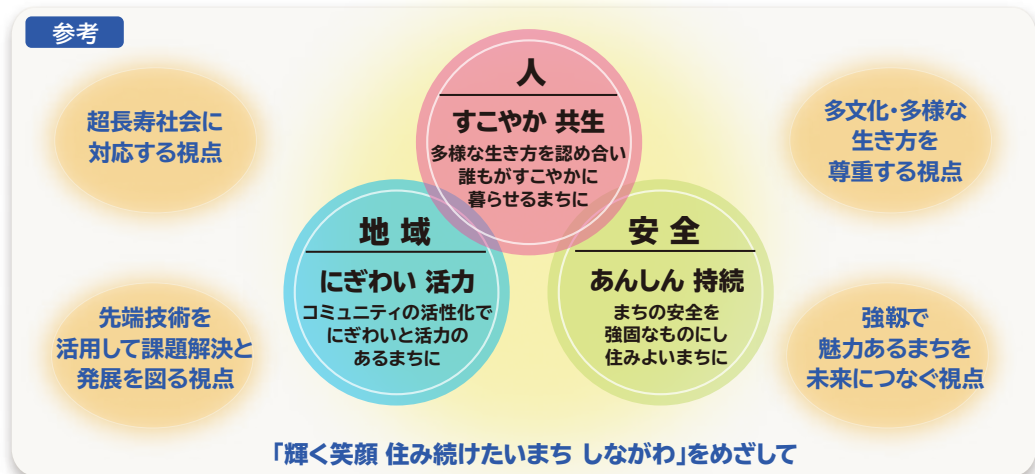 参考
超長寿社会に
対応する視点
人
すこやか 共生
多様な生き方を認め合い
誰もがすこやかに
暮らせるまちに
多文化・多様な
生き方を
尊重する視点
地域
にぎわい 活力
コミュニティの活性化で
にぎわいと活力の
あるまちに
安全
あんしん 持続
まちの安全を
強固なものにし
住みよいまちに
先端技術を
活用して課題解決と
発展を図る視点
強靱で
魅力あるまちを
未来につなぐ視点
「輝く笑顔 住み続けたいまち しながわ」をめざして